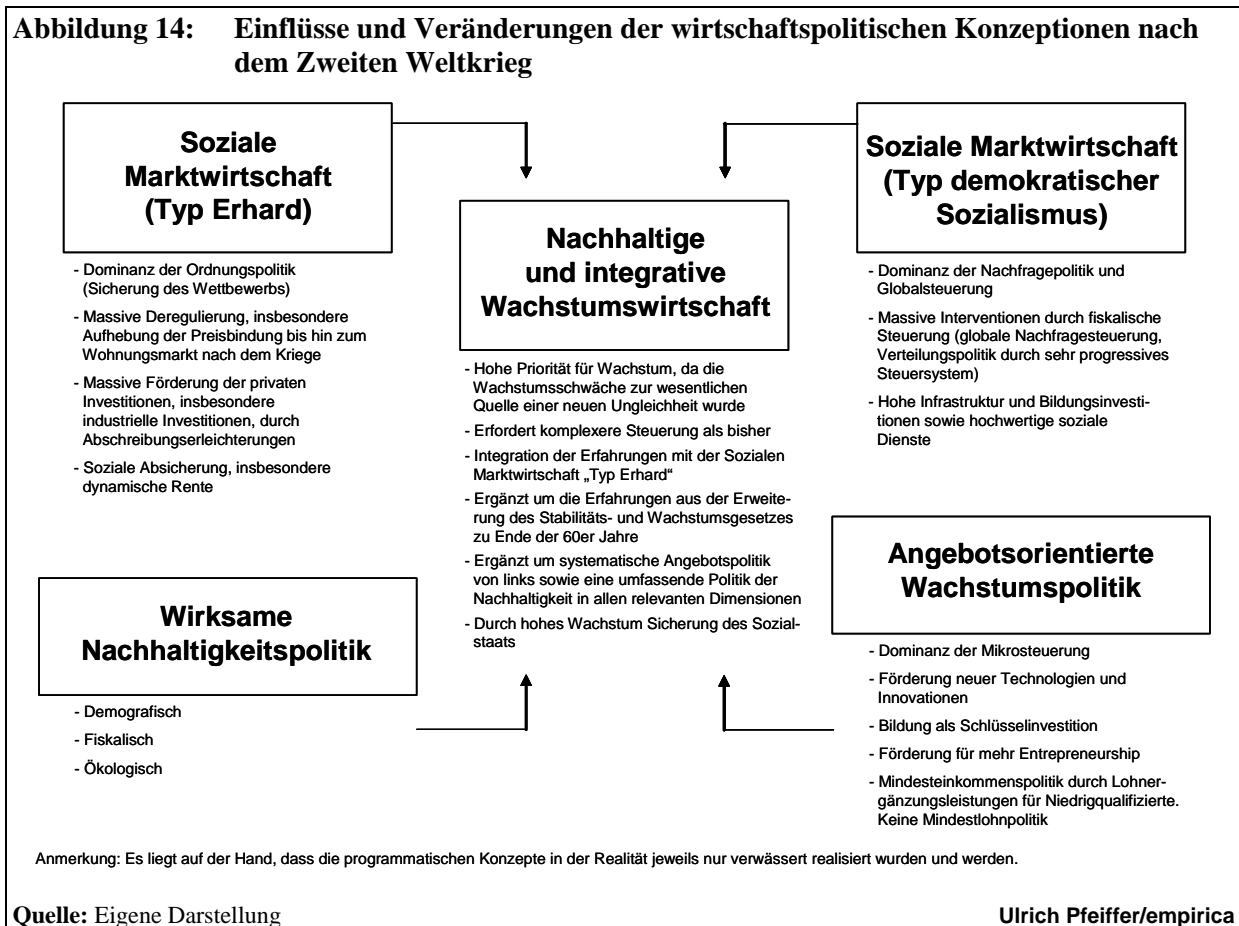 Abbildung 14: Einflüsse und Veränderungen der wirtschaftspolitischen Konzeptionen nach
dem Zweiten Weltkrieg
Soziale
Marktwirtschaft
(Typ Erhard)
- Dominanz der Ordnungspolitik
(Sicherung des Wettbewerbs)
- Massive Deregulierung, insbesondere
Aufhebung der Preisbindung bis hin zum
Wohnungsmarkt nach dem Kriege
- Massive Förderung der privaten
Investitionen, insbesondere
industrielle Investitionen, durch
Abschreibungserleichterungen
- Soziale Absicherung, insbesondere
dynamische Rente
Soziale Marktwirtschaft
(Typ demokratischer
Sozialismus)
- Dominanz der Nachfragepolitik und
Globalsteuerung
- Massive Interventionen durch fiskalische
Steuerung (globale Nachfragesteuerung,
Verteilungspolitik durch sehr progressives
Steuersystem)
- Hohe Infrastruktur und Bildungsinvesti-
tionen sowie hochwertige soziale
Dienste
Nachhaltige
und integrative
Wachstumswirtschaft
- Hohe Priorität für Wachstum, da die
Wachstumsschwäche zur wesentlichen
Quelle einer neuen Ungleichheit wurde
- Erfordert komplexere Steuerung als bisher
- Integration der Erfahrungen mit der Sozialen
Marktwirtschaft „Typ Erhard“
- Ergänzt um die Erfahrungen aus der Erweite-
rung des Stabilitäts- und Wachstumsgesetzes
zu Ende der 60er Jahre
- Ergänzt um systematische Angebotspolitik
von links sowie eine umfassende Politik der
Nachhaltigkeit in allen relevanten Dimensionen
- Durch hohes Wachstum Sicherung des Sozial-
staats
Wirksame
Nachhaltigkeitspolitik
- Demografisch
- Fiskalisch
- Ökologisch
Angebotsorientierte
Wachstumspolitik
- Dominanz der Mikrosteuerung
- Förderung neuer Technologien und
Innovationen
- Bildung als Schlüsselinvestition
- Förderung für mehr Entrepreneurship
- Mindesteinkommenspolitik durch Lohner-
gänzungsleistungen für Niedrigqualifizierte.
Keine Mindestlohnpolitik
Anmerkung: Es liegt auf der Hand, dass die programmatischen Konzepte in der Realität jeweils nur verwässert realisiert wurden und werden.
Quelle: Eigene Darstellung
Ulrich Pfeiffer/empirica